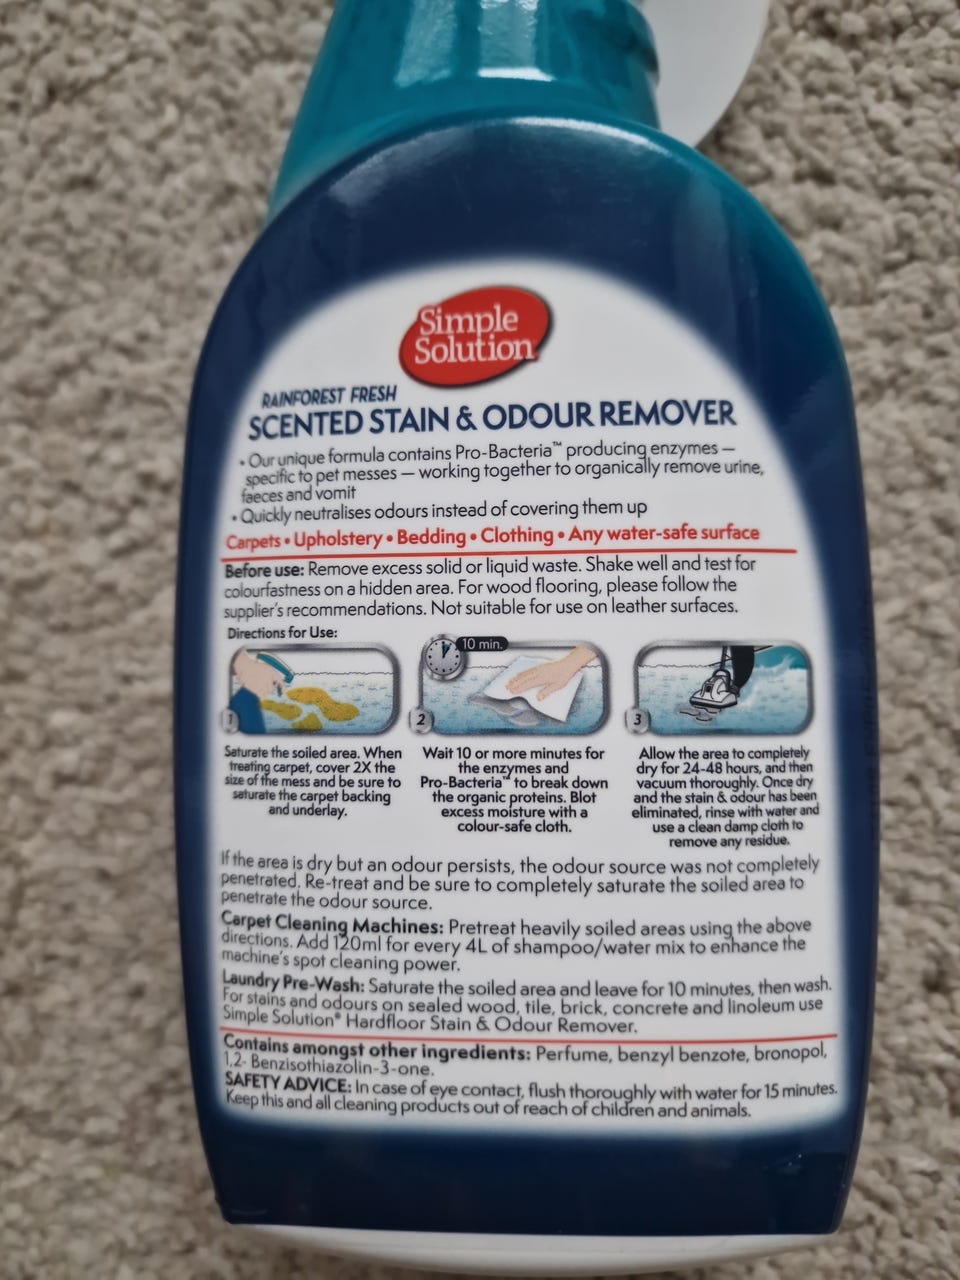 Simple
Solution
RAINFOREST FRESH
SCENTED STAIN & ODOUR REMOVER
• Our unique formula contains Pro-Bacteria™ producing enzymes –
specific to pet messes – working together to organically remove urine,
faeces and vomit
• Quickly neutralises odours instead of covering them up
Carpets • Upholstery • Bedding • Clothing • Any water-safe surface
Before use: Remove excess solid or liquid waste. Shake well and test for
colourfastness on a hidden area. For wood flooring, please follow the
supplier's recommendations. Not suitable for use on leather surfaces.
Directions for Use:
1
Saturate the soiled area. When
treating carpet, cover 2X the
size of the mess and be sure to
saturate the carpet backing
and underlay.
10 min.
2
Wait 10 or more minutes for
the enzymes and
Pro-Bacteria™ to break down
the organic proteins. Blot
excess moisture with a
colour-safe cloth.
3
Allow the area to completely
dry for 24-48 hours, and then
vacuum thoroughly. Once dry
and the stain & odour has been
eliminated, rinse with water and
use a clean damp cloth to
remove any residue.
If the area is dry but an odour persists, the odour source was not completely
penetrated. Re-treat and be sure to completely saturate the soiled area to
penetrate the odour source.
Carpet Cleaning Machines: Pretreat heavily soiled areas using the above
directions. Add 120ml for every 4L of shampoo/water mix to enhance the
machine's spot cleaning power.
Laundry Pre-Wash: Saturate the soiled area and leave for 10 minutes, then wash.
For stains and odours on sealed wood, tile, brick, concrete and linoleum use
Simple Solution® Hardfloor Stain & Odour Remover.
Contains amongst other ingredients: Perfume, benzyl benzote, bronopol,
1,2- Benzisothiazolin-3-one.
SAFETY ADVICE: In case of eye contact, flush thoroughly with water for 15 minutes.
Keep this and all cleaning products out of reach of children and animals.